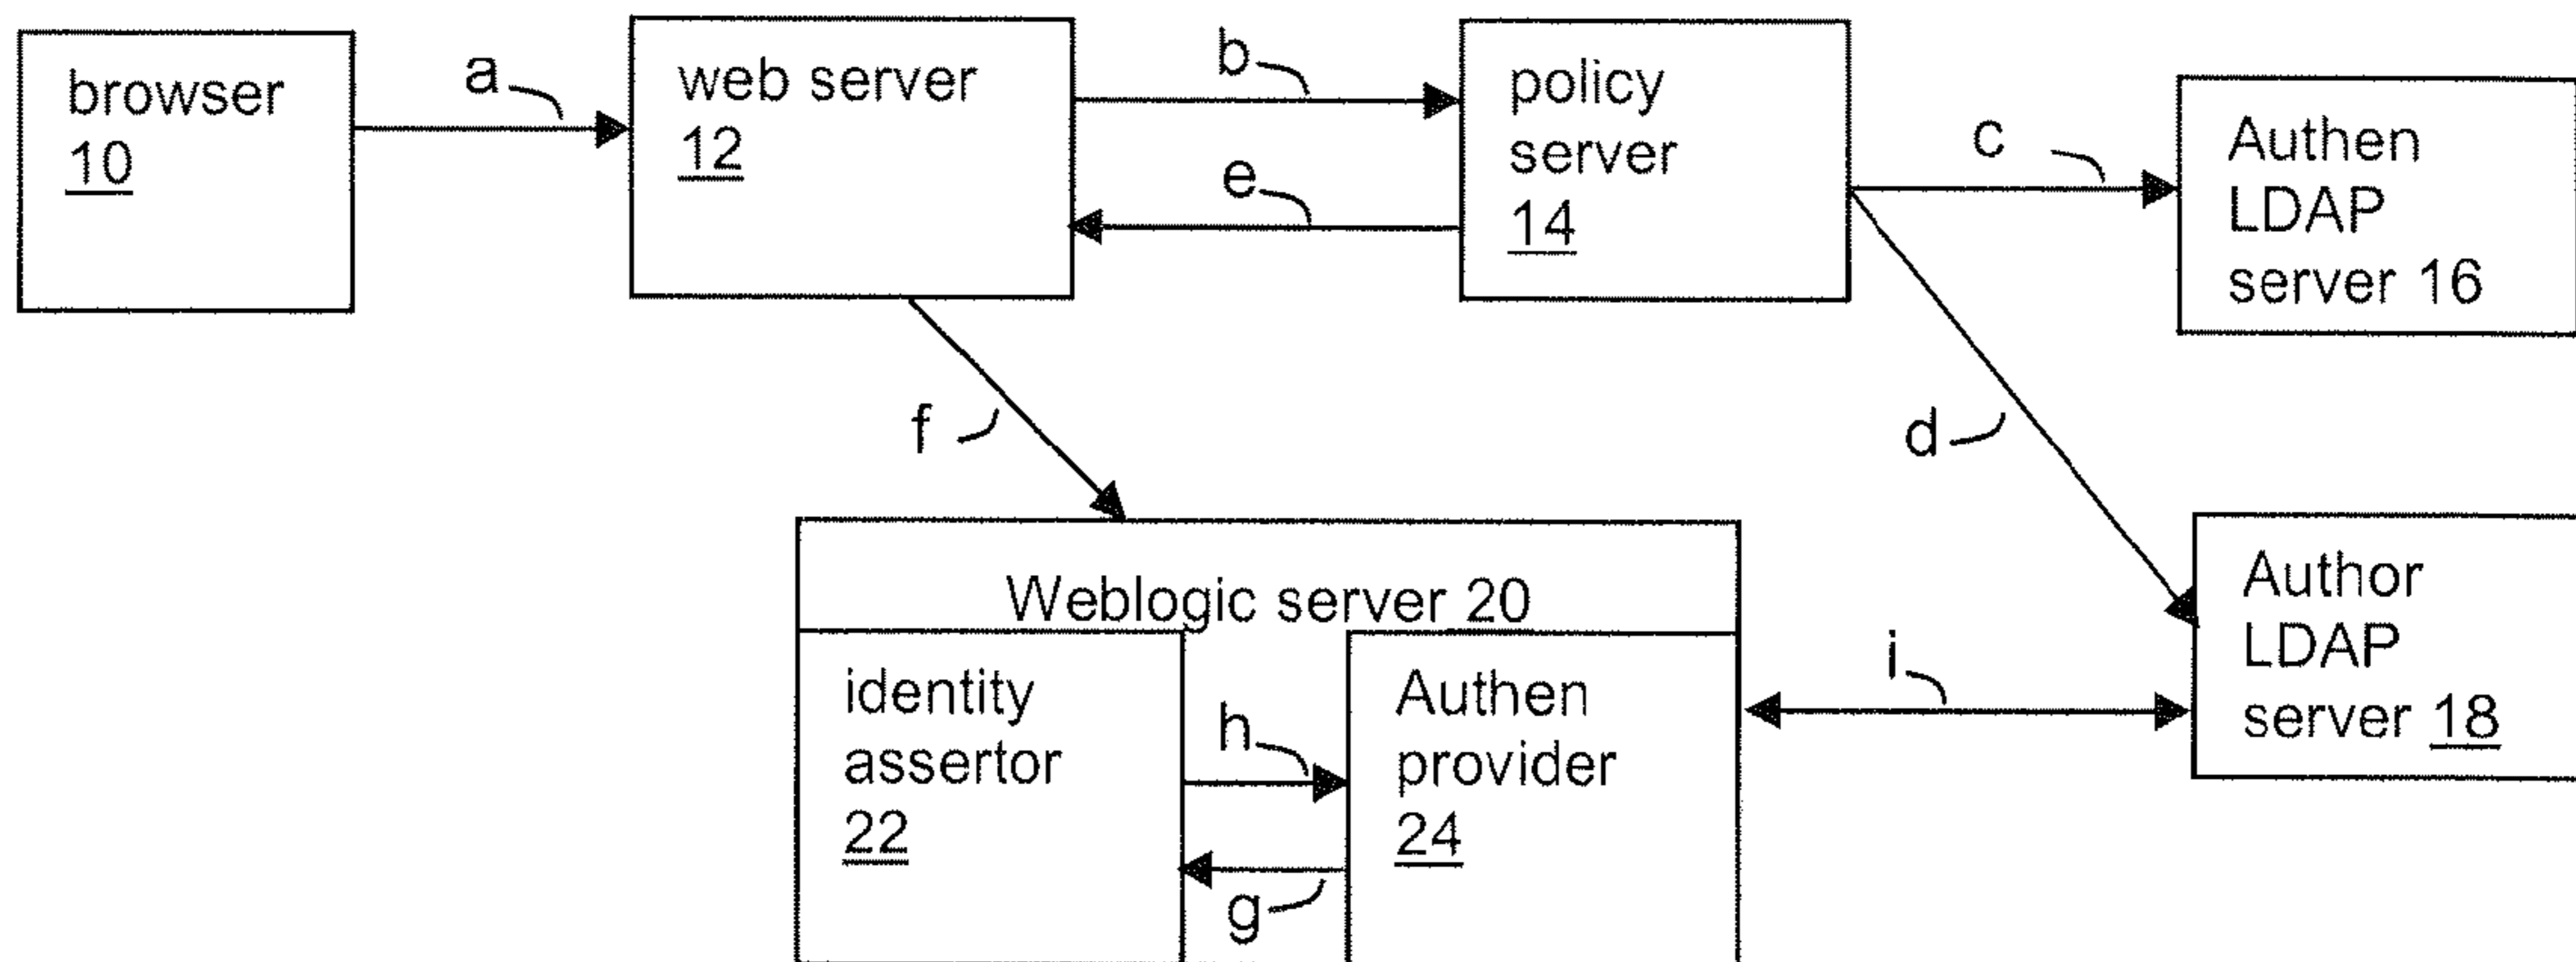 browser
10
a
web server
12
b
e
policy
server
14
c
Authen
LDAP
server 16
f
d
Weblogic server 20
identity
assertor
22
h
g
Authen
provider
24
i
Author
LDAP
server 18